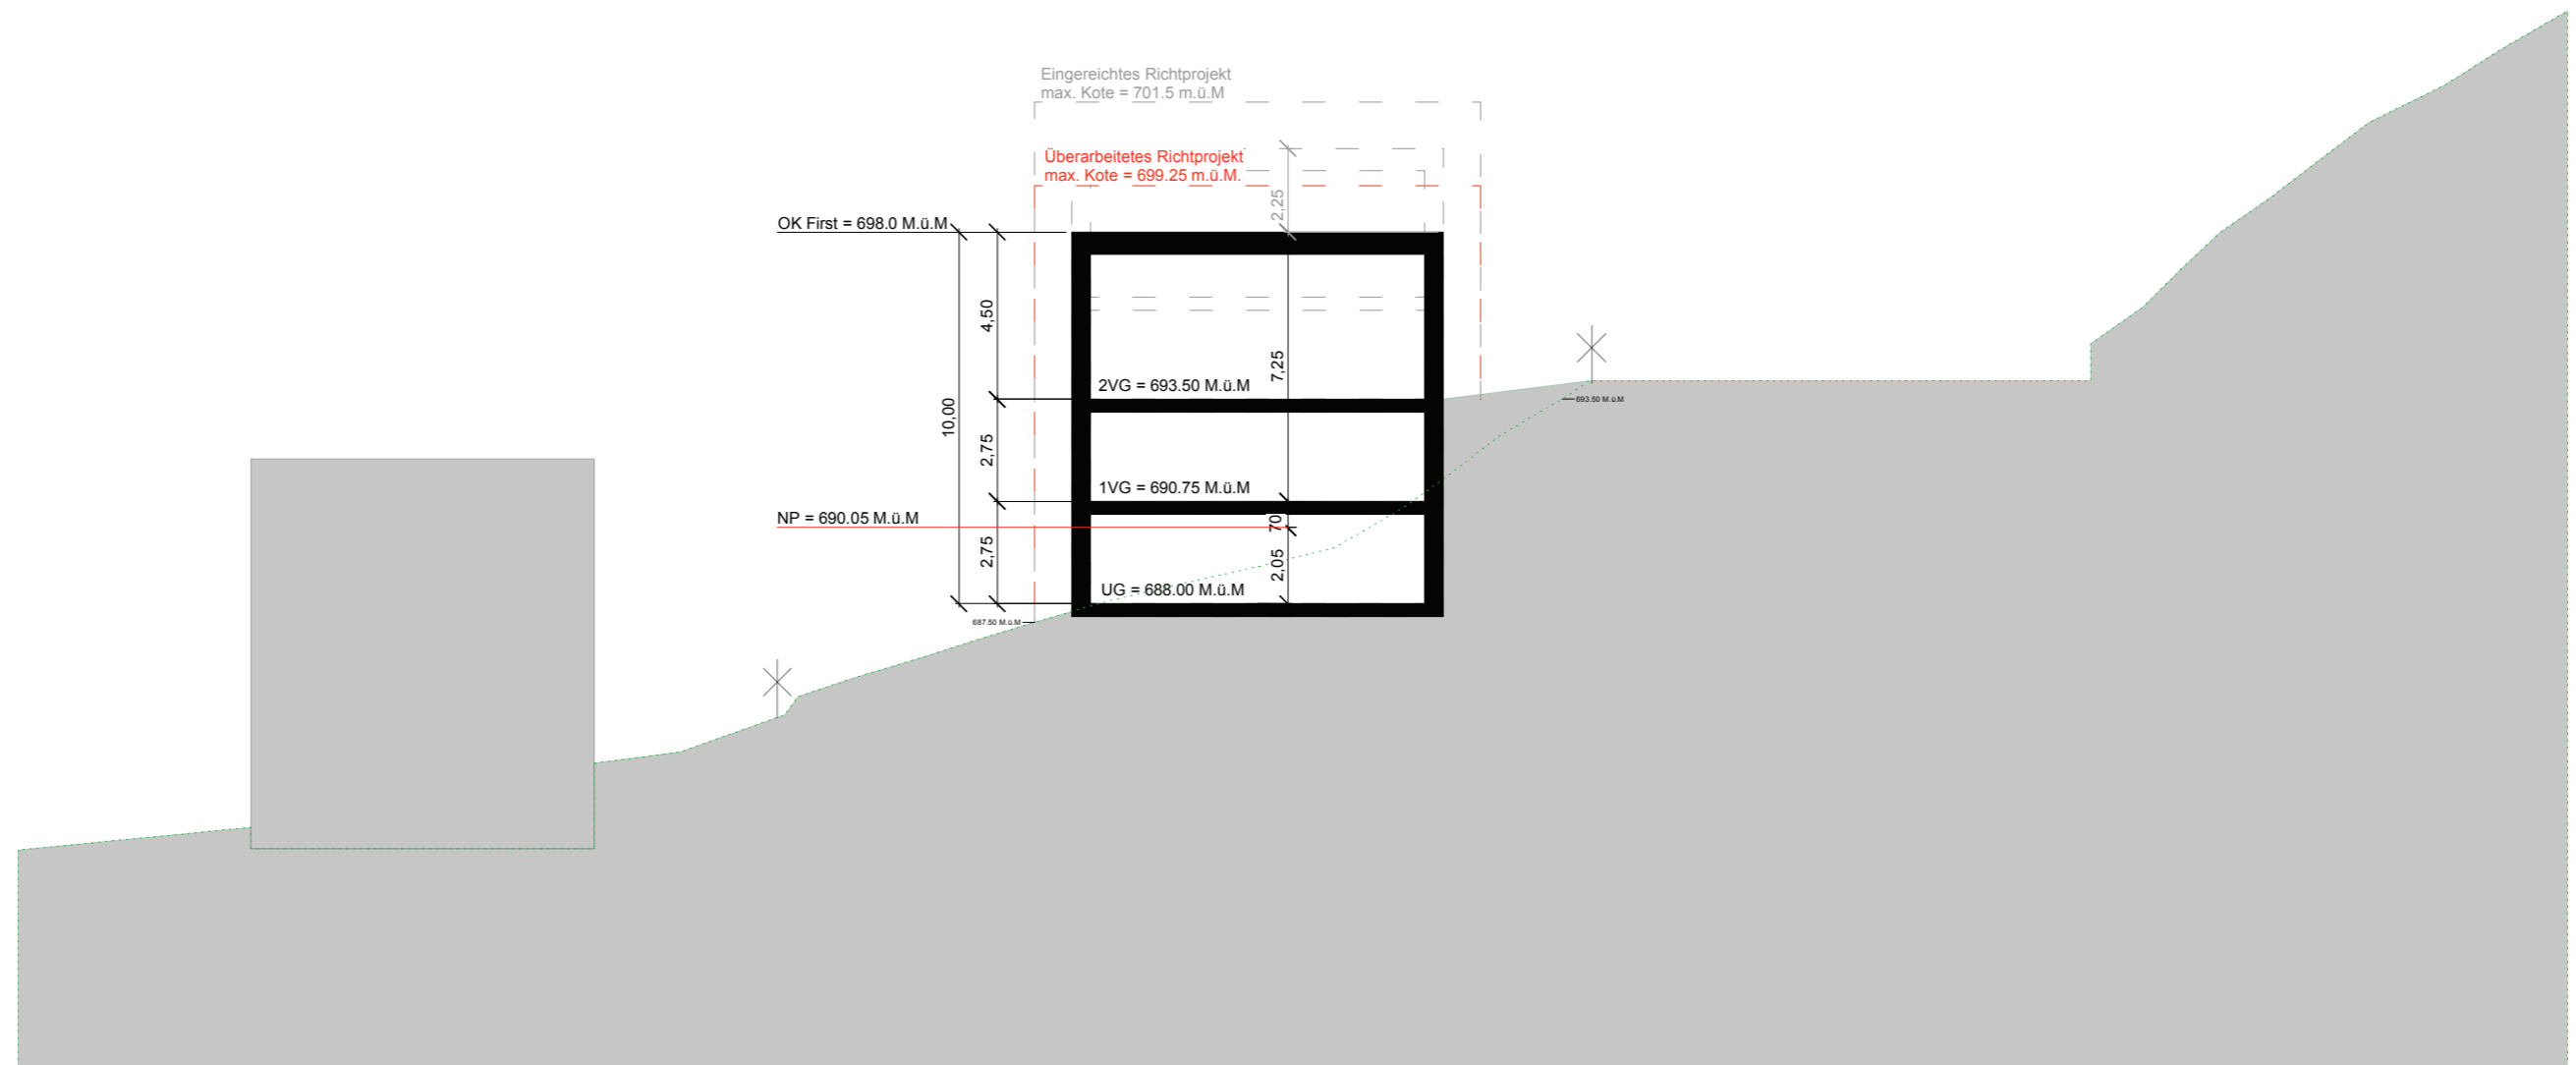 Eingereichtes Richtprojekt
max. Kote = 701.5 m.ü.M
Überarbeitetes Richtprojekt
max. Kote = 699.25 m.ü.M.
2,25
OK First = 698.0 M.ü.M
4,50
7,25
2VG = 693.50 M.ü.M
693.50 M.ü.M
10,00
2,75
1VG = 690.75 M.ü.M
NP = 690.05 M.ü.M
70
2,75
2,05
UG = 688.00 M.ü.M
687.50 M.ü.M